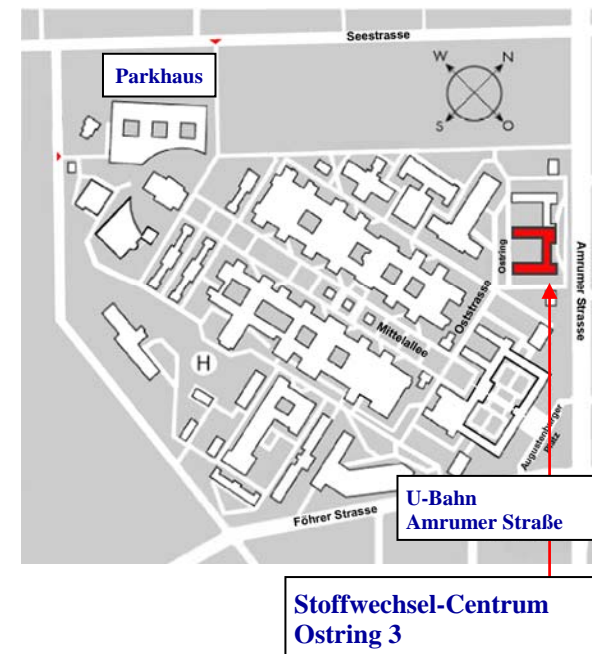 Seestrasse
Parkhaus
W
N
S
O
Ostring
Amrumer Strasse
Oststrasse
Mittelallee
H
Augustenburger
Platz
U-Bahn
Amrumer Straße
Föhrer Strasse
Stoffwechsel-Centrum
Ostring 3